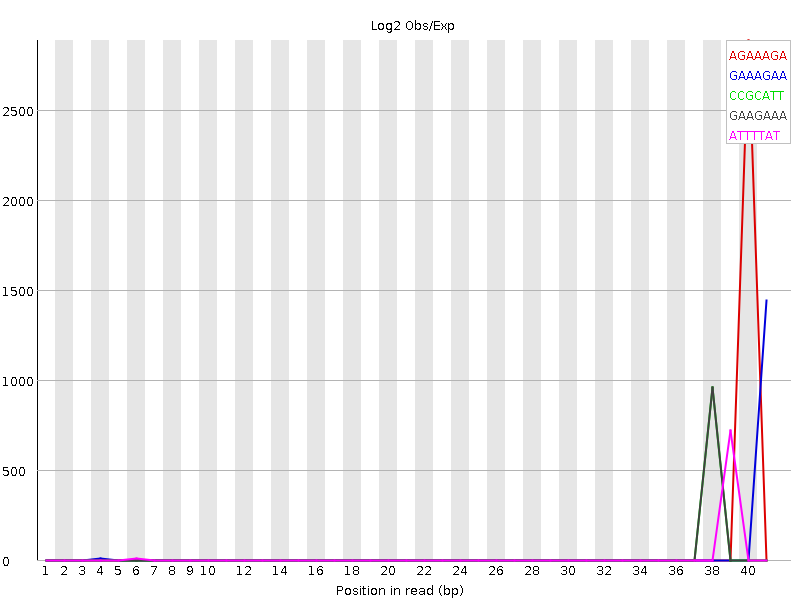 Log2 Obs/Exp
AGAAAGA
GAAAGAA
CCGCATT
GAAGAAA
ATTTTAT
2500
2000
1500
1000
500
0
1 2 3 4 5 6 7 8 9 10 12 14 16 18 20 22 24 26 28 30 32 34 36 38 40
Position in read (bp)